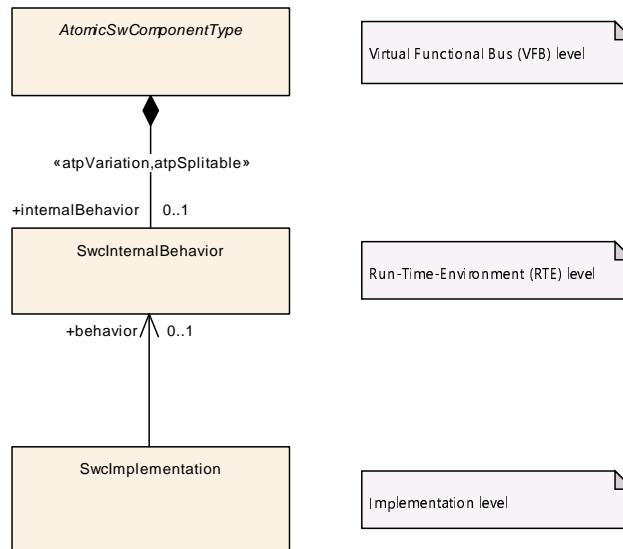 AtomicSwComponentType
Virtual Functional Bus (VFB) level
«atpVariation,atpSplitable»
+internalBehavior 0..1
SwcInternalBehavior
Run-Time-Environment (RTE) level
+behavior 0..1
SwcImplementation
Implementation level